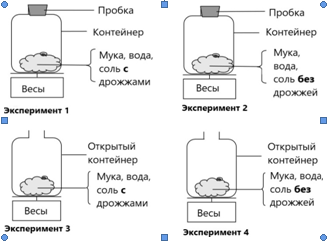 Пробка
Контейнер
Мука, вода,
соль с
дрожжами
Весы
Эксперимент 1
Пробка
Контейнер
Мука,
вода,
соль без
дрожжей
Весы
Эксперимент 2
Открытый
контейнер
Мука, вода,
соль с
дрожжами
Весы
Эксперимент 3
Открытый
контейнер
Мука, вода,
соль без
дрожжей
Весы
Эксперимент 4